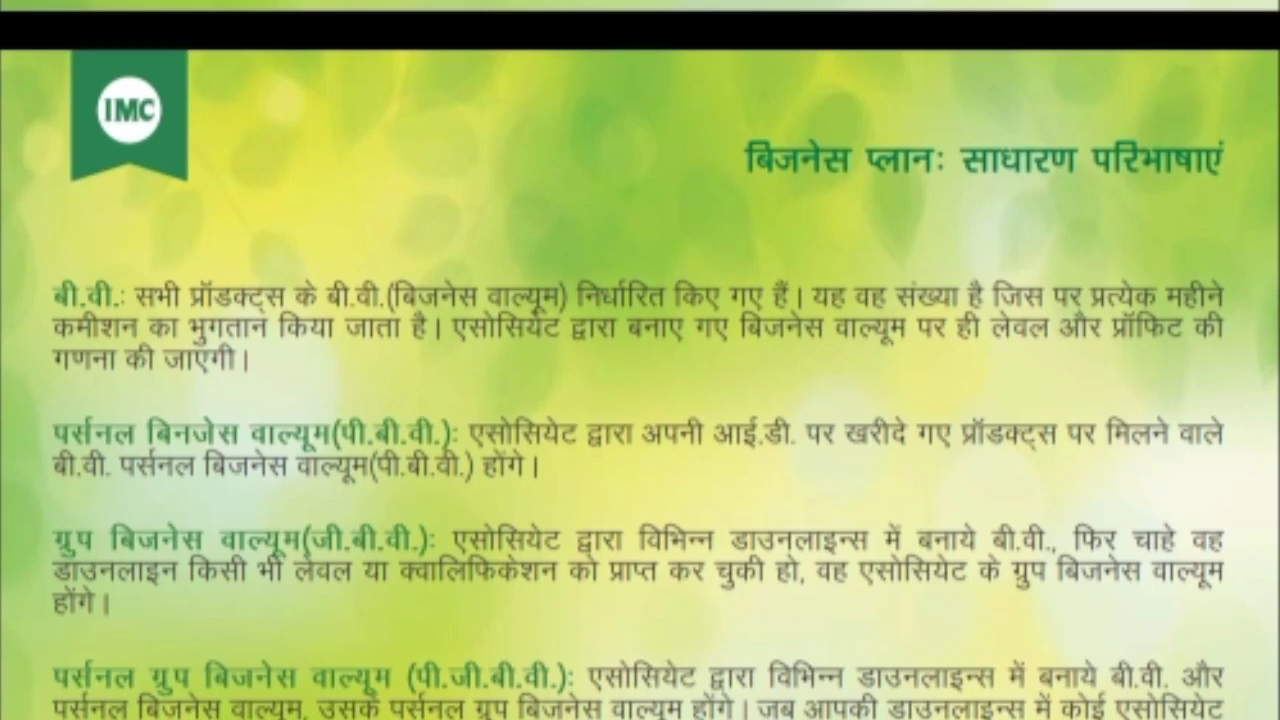 IMC
बिजनेस प्लानः साधारण परिभाषाएं
बी.वी.: सभी प्रॉडक्ट्स के बी.वी.(बिजनेस वाल्यूम) निर्धारित किए गए हैं। यह वह संख्या है जिस पर प्रत्येक महीने
कमीशन का भुगतान किया जाता है। एसोसियेट द्वारा बनाए गए बिजनेस वाल्यूम पर ही लेवल और प्रॉफिट की
गणना की जाएगी।
पर्सनल बिनजेस वाल्यूम(पी.बी.वी.): एसोसियेट द्वारा अपनी आई.डी. पर खरीदे गए प्रॉडक्ट्स पर मिलने वाले
बी.वी. पर्सनल बिजनेस वाल्यूम(पी.बी.वी.) होंगे।
ग्रुप बिजनेस वाल्यूम(जी.बी.वी.): एसोसियेट द्वारा विभिन्न डाउनलाइन्स में बनाये बी.वी., फिर चाहे वह
डाउनलाइन किसी भी लेवल या क्वालिफिकेशन को प्राप्त कर चुकी हो, वह एसोसियेट के ग्रुप बिजनेस वाल्यूम
होंगे।
पर्सनल ग्रुप बिजनेस वाल्यूम (पी.जी.बी.वी.): एसोसियेट द्वारा विभिन्न डाउनलाइन्स में बनाये बी.वी. और
पर्सनल बिजनेस वाल्यूम, उसके पर्सनल ग्रुप बिजनेस वाल्यूम होंगे। जब आपकी डाउनलाइन्स में कोई एसोसियेट